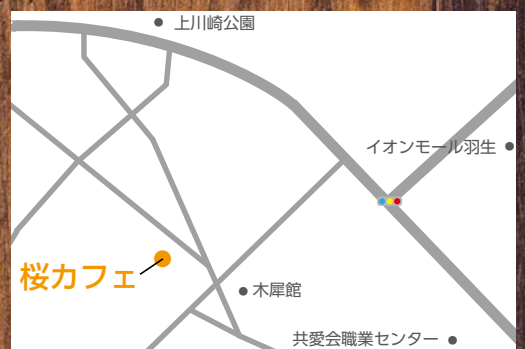 上川崎公園
イオンモール羽生
桜カフェ
木犀館
共愛会職業センター